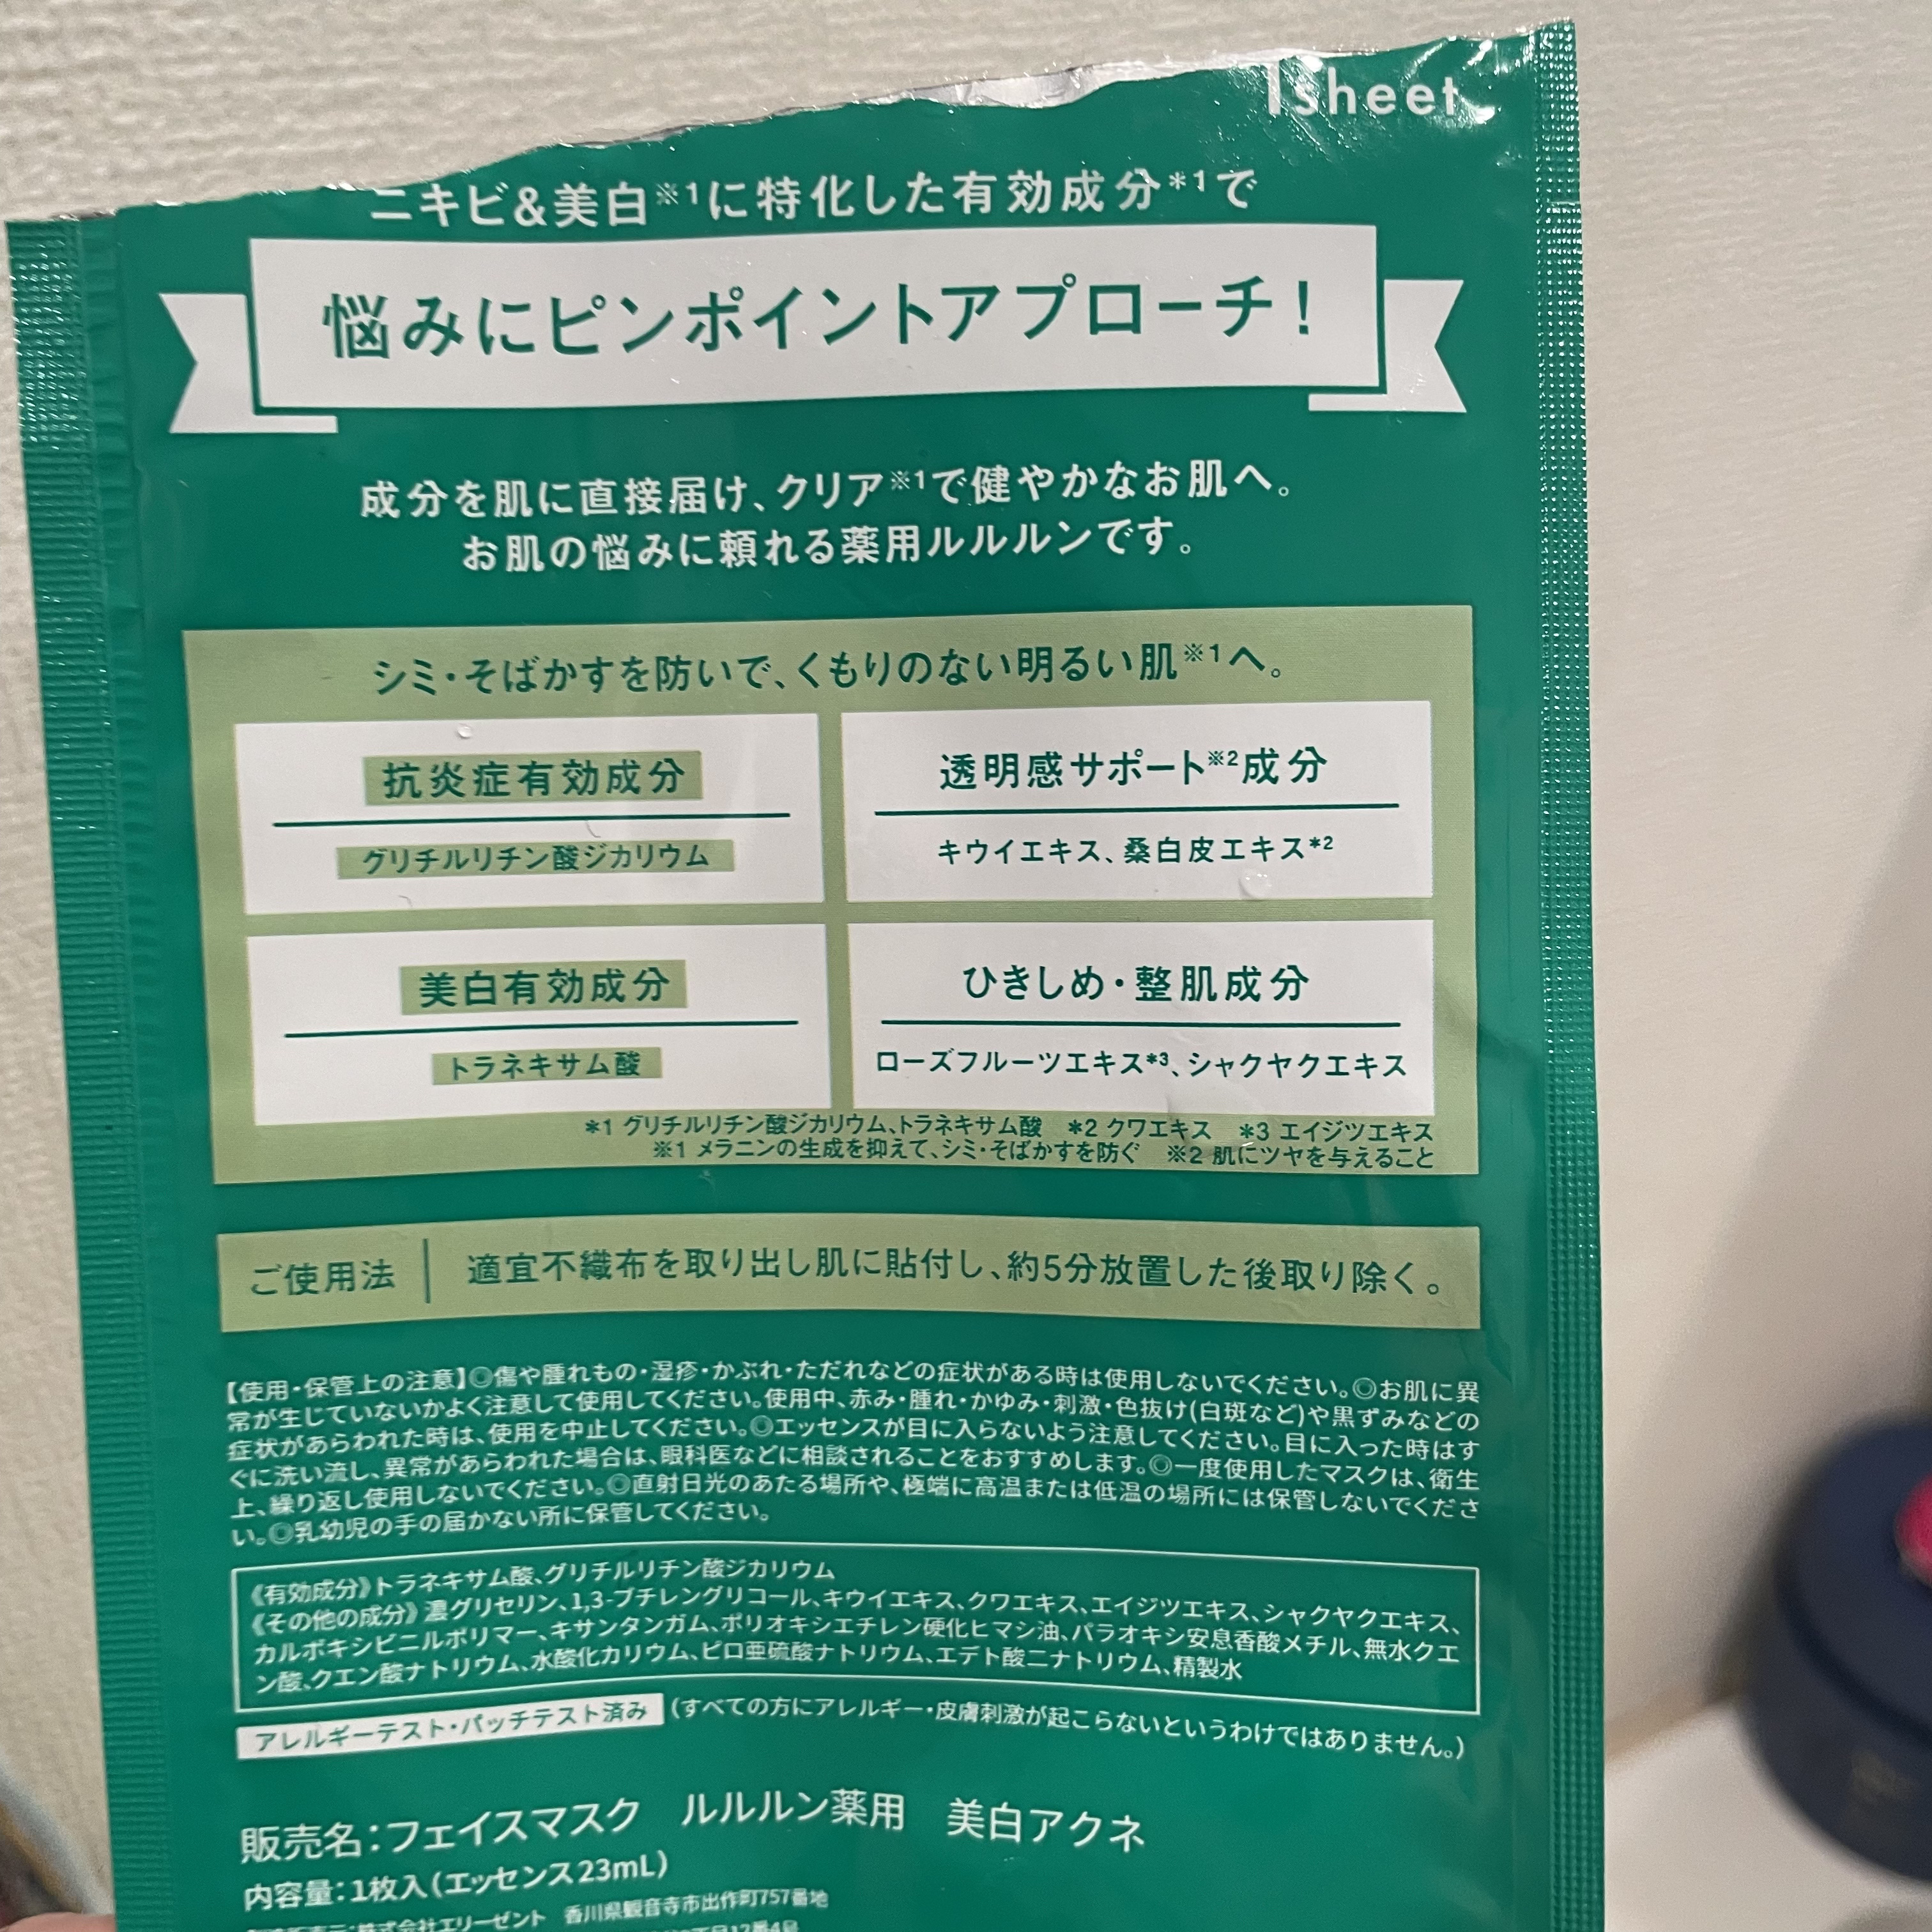 1sheet
ニキビ&美白※1に特化した有効成分*1で
悩みにピンポイントアプローチ！
成分を肌に直接届け、クリア※1で健やかなお肌へ。
お肌の悩みに頼れる薬用ルルルンです。
シミ・そばかすを防いで、くもりのない明るい肌※1へ。
抗炎症有効成分
グリチルリチン酸ジカリウム
透明感サポート※2成分
キウイエキス、桑白皮エキス*2
美白有効成分
トラネキサム酸
ひきしめ・整肌成分
ローズフルーツエキス*3、シャクヤクエキス
*1 グリチルリチン酸ジカリウム、トラネキサム酸 *2 クワエキス *3 エイジツエキス
※1 メラニンの生成を抑えて、シミ・そばかすを防ぐ ※2 肌にツヤを与えること
ご使用法 適宜不織布を取り出し肌に貼付し、約5分放置した後取り除く。
【使用・保管上の注意】◎傷や腫れもの・湿疹・かぶれ・ただれなどの症状がある時は使用しないでください。◎お肌に異
常が生じていないかよく注意して使用してください。使用中、赤み・腫れ・かゆみ・刺激・色抜け(白斑など)や黒ずみなどの
症状があらわれた時は、使用を中止してください。◎エッセンスが目に入らないよう注意してください。目に入った時はす
ぐに洗い流し、異常があらわれた場合は、眼科医などに相談されることをおすすめします。◎一度使用したマスクは、衛生
上、繰り返し使用しないでください。◎直射日光のあたる場所や、極端に高温または低温の場所には保管しないでくださ
い。◎乳幼児の手の届かない所に保管してください。
《有効成分》トラネキサム酸、グリチルリチン酸ジカリウム
《その他の成分》濃グリセリン、1,3-ブチレングリコール、キウイエキス、クワエキス、エイジツエキス、シャクヤクエキス、
カルボキシビニルポリマー、キサンタンガム、ポリオキシエチレン硬化ヒマシ油、パラオキシ安息香酸メチル、無水クエ
ン酸、クエン酸ナトリウム、水酸化カリウム、ピロ亜硫酸ナトリウム、エデト酸二ナトリウム、精製水
アレルギーテスト・パッチテスト済み (すべての方にアレルギー・皮膚刺激が起こらないというわけではありません。)
販売名：フェイスマスク ルルルン薬用 美白アクネ
内容量：1枚入(エッセンス23mL)
株式会社エリーゼント 香川県観音寺市出作町757番地